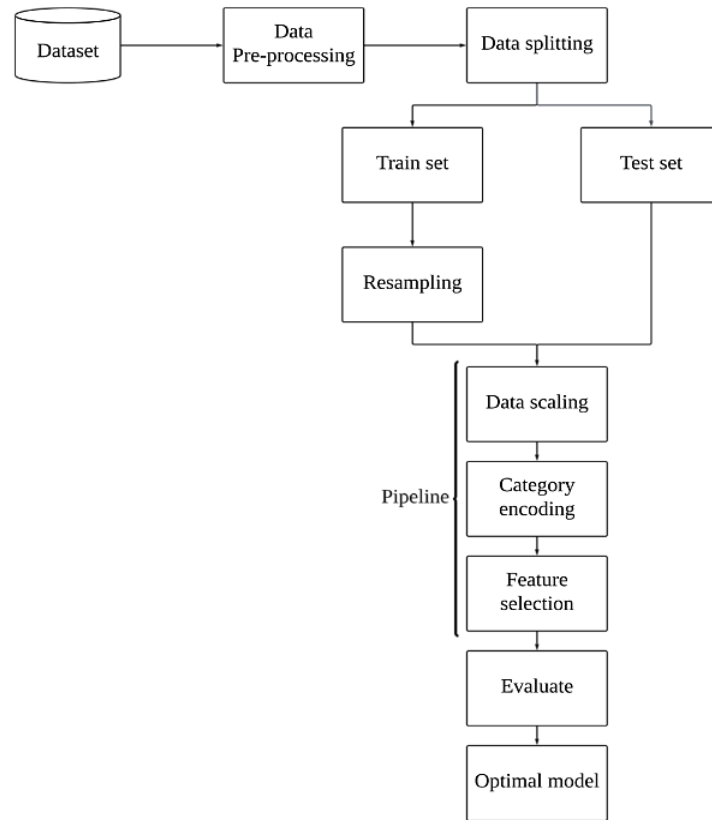 Dataset
Data
Pre-processing
Data splitting
Train set
Test set
Resampling
Data scaling
Pipeline
Category
encoding
Feature
selection
Evaluate
Optimal model